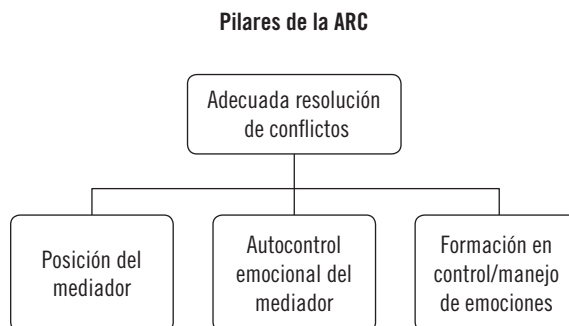 Pilares de la ARC
Adecuada resolución
de conflictos
Posición del
mediador
Autocontrol
emocional del
mediador
Formación en
control/manejo
de emociones